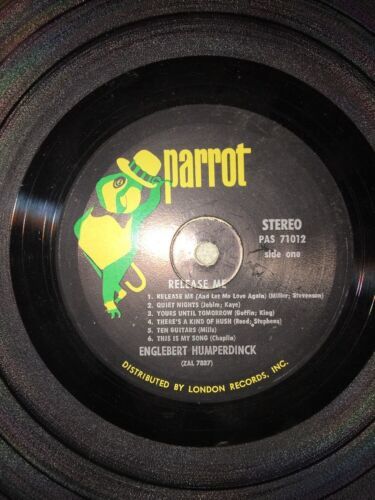 parrot
STEREO
PAS 71012
side one
RELEASE ME
1. RELEASE ME (And Let Me Love Again) (Miller; Stevenson)
2. QUIET NIGHTS (Jobim; Kaye)
3. YOURS UNTIL TOMORROW (Goffin; King)
4. THERE'S A KIND OF HUSH (Reed; Stephens)
5. TEN GUITARS (Mills)
6. THIS IS MY SONG (Chaplin)
ENGLEBERT HUMPERDINCK
(ZAL 7887)
DISTRIBUTED BY LONDON RECORDS, INC.